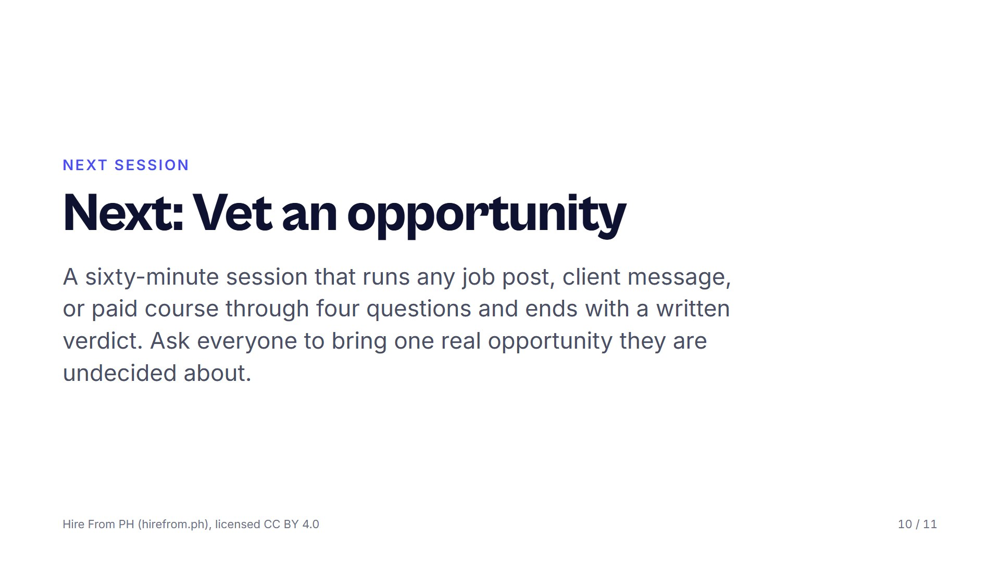 NEXT SESSION
Next: Vet an opportunity
A sixty-minute session that runs any job post, client message,
or paid course through four questions and ends with a written
verdict. Ask everyone to bring one real opportunity they are
undecided about.
Hire From PH (hirefrom.ph), licensed CC BY 4.0
10 / 11